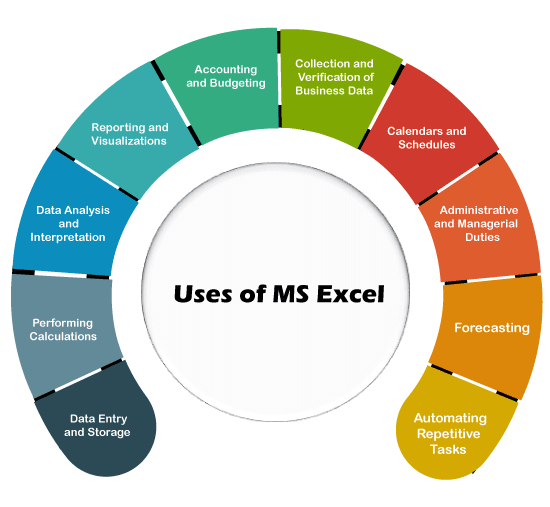 Uses of MS Excel
Data Entry
and Storage
Performing
Calculations
Data Analysis
and
Interpretation
Reporting and
Visualizations
Accounting
and Budgeting
Collection and
Verification of
Business Data
Calendars and
Schedules
Administrative
and Managerial
Duties
Forecasting
Automating
Repetitive
Tasks